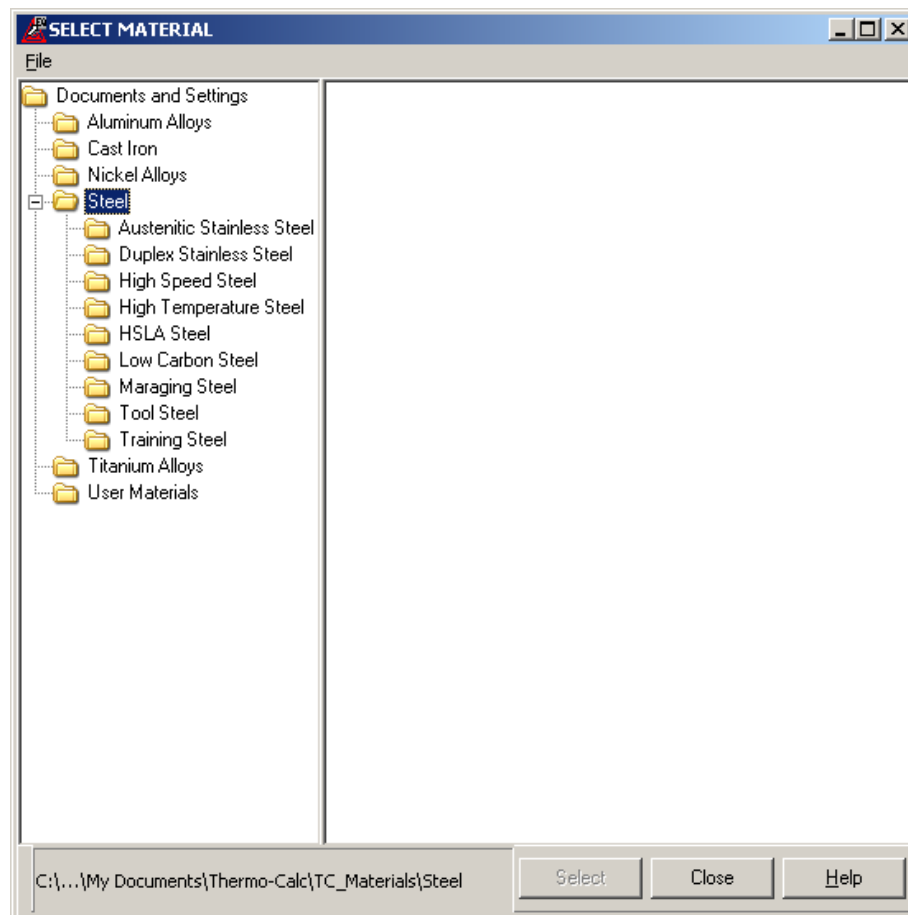 SELECT MATERIAL
File
Documents and Settings
Aluminum Alloys
Cast Iron
Nickel Alloys
Steel
Austenitic Stainless Steel
Duplex Stainless Steel
High Speed Steel
High Temperature Steel
HSLA Steel
Low Carbon Steel
Maraging Steel
Tool Steel
Training Steel
Titanium Alloys
User Materials
C:\...\My Documents\Thermo-Calc\TC_Materials\Steel
Select
Close
Help